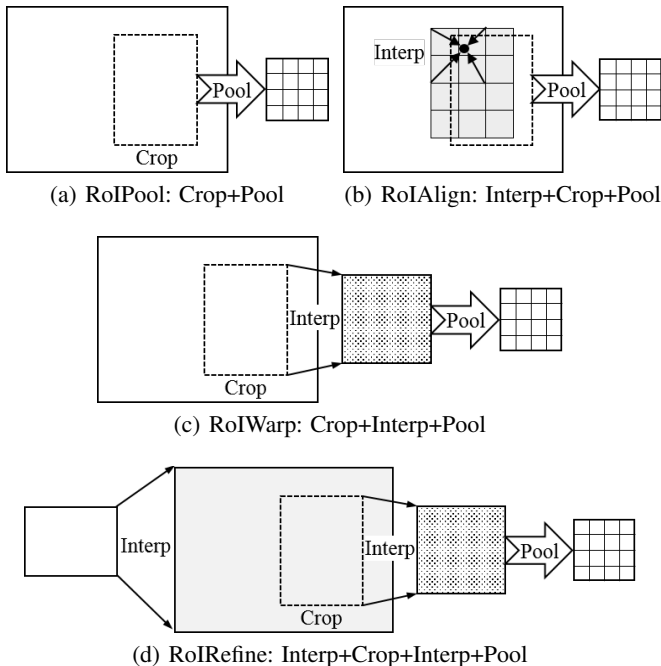 Pool
Crop
(a) RoIPool: Crop+Pool
Interp
Pool
(b) RoIAlign: Interp+Crop+Pool
Interp
Pool
Crop
(c) RoIWarp: Crop+Interp+Pool
Interp
Interp
Pool
Crop
(d) RoIRefine: Interp+Crop+Interp+Pool